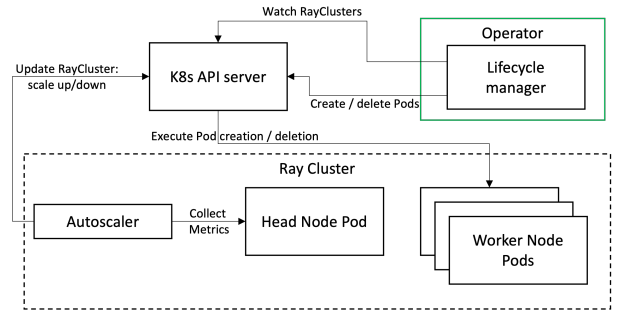 Watch RayClusters
Operator
Update RayCluster:
scale up/down
K8s API server
Lifecycle
manager
Create / delete Pods
Execute Pod creation / deletion
Ray Cluster
Autoscaler
Collect
Metrics
Head Node Pod
Worker Node
Pods